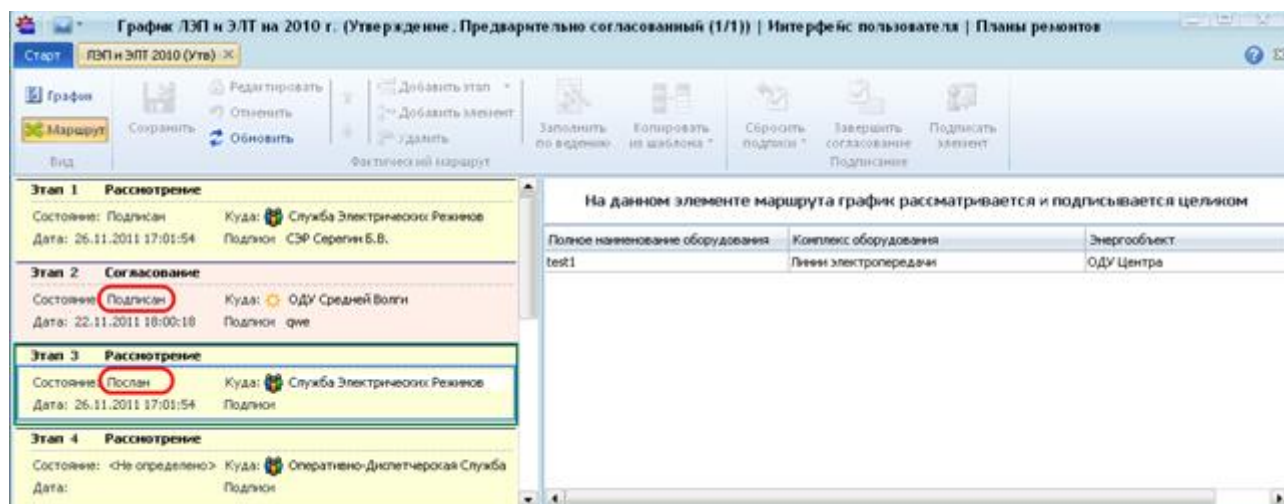 График ЛЭП и ЭЛТ на 2010 г. (Утверждение. Предварительно согласованный (1/1)) | Интерфейс пользователя | Планы ремонтов
Старт ЛЭП и ЭЛТ 2010 (Утв)
График
Маршрут
Вид
Сохранить
Редактировать
Отменить
Обновить
Добавить этап
Добавить элемент
Удалить
Фактический маршрут
Заполнить по ведению
Копировать из шаблона
Сбросить подписи
Завершить согласование
Подписать элемент
Подписание
Этап 1 Рассмотрение
Состояние: Подписан Куда: Служба Электрических Режимов
Дата: 26.11.2011 17:01:54 Подписи СЭР Серегин Б.В.
Этап 2 Согласование
Состояние: Подписан Куда: ОДУ Средней Волги
Дата: 22.11.2011 18:00:18 Подписи qwe
Этап 3 Рассмотрение
Состояние: Послан Куда: Служба Электрических Режимов
Дата: 26.11.2011 17:01:54 Подписи
Этап 4 Рассмотрение
Состояние: <Не определено> Куда: Оперативно-Диспетчерская Служба
Дата: Подписи
На данном элементе маршрута график рассматривается и подписывается целиком
Полное наименование оборудования Комплекс оборудования Энергообъект
test1 Линии электропередачи ОДУ Центра